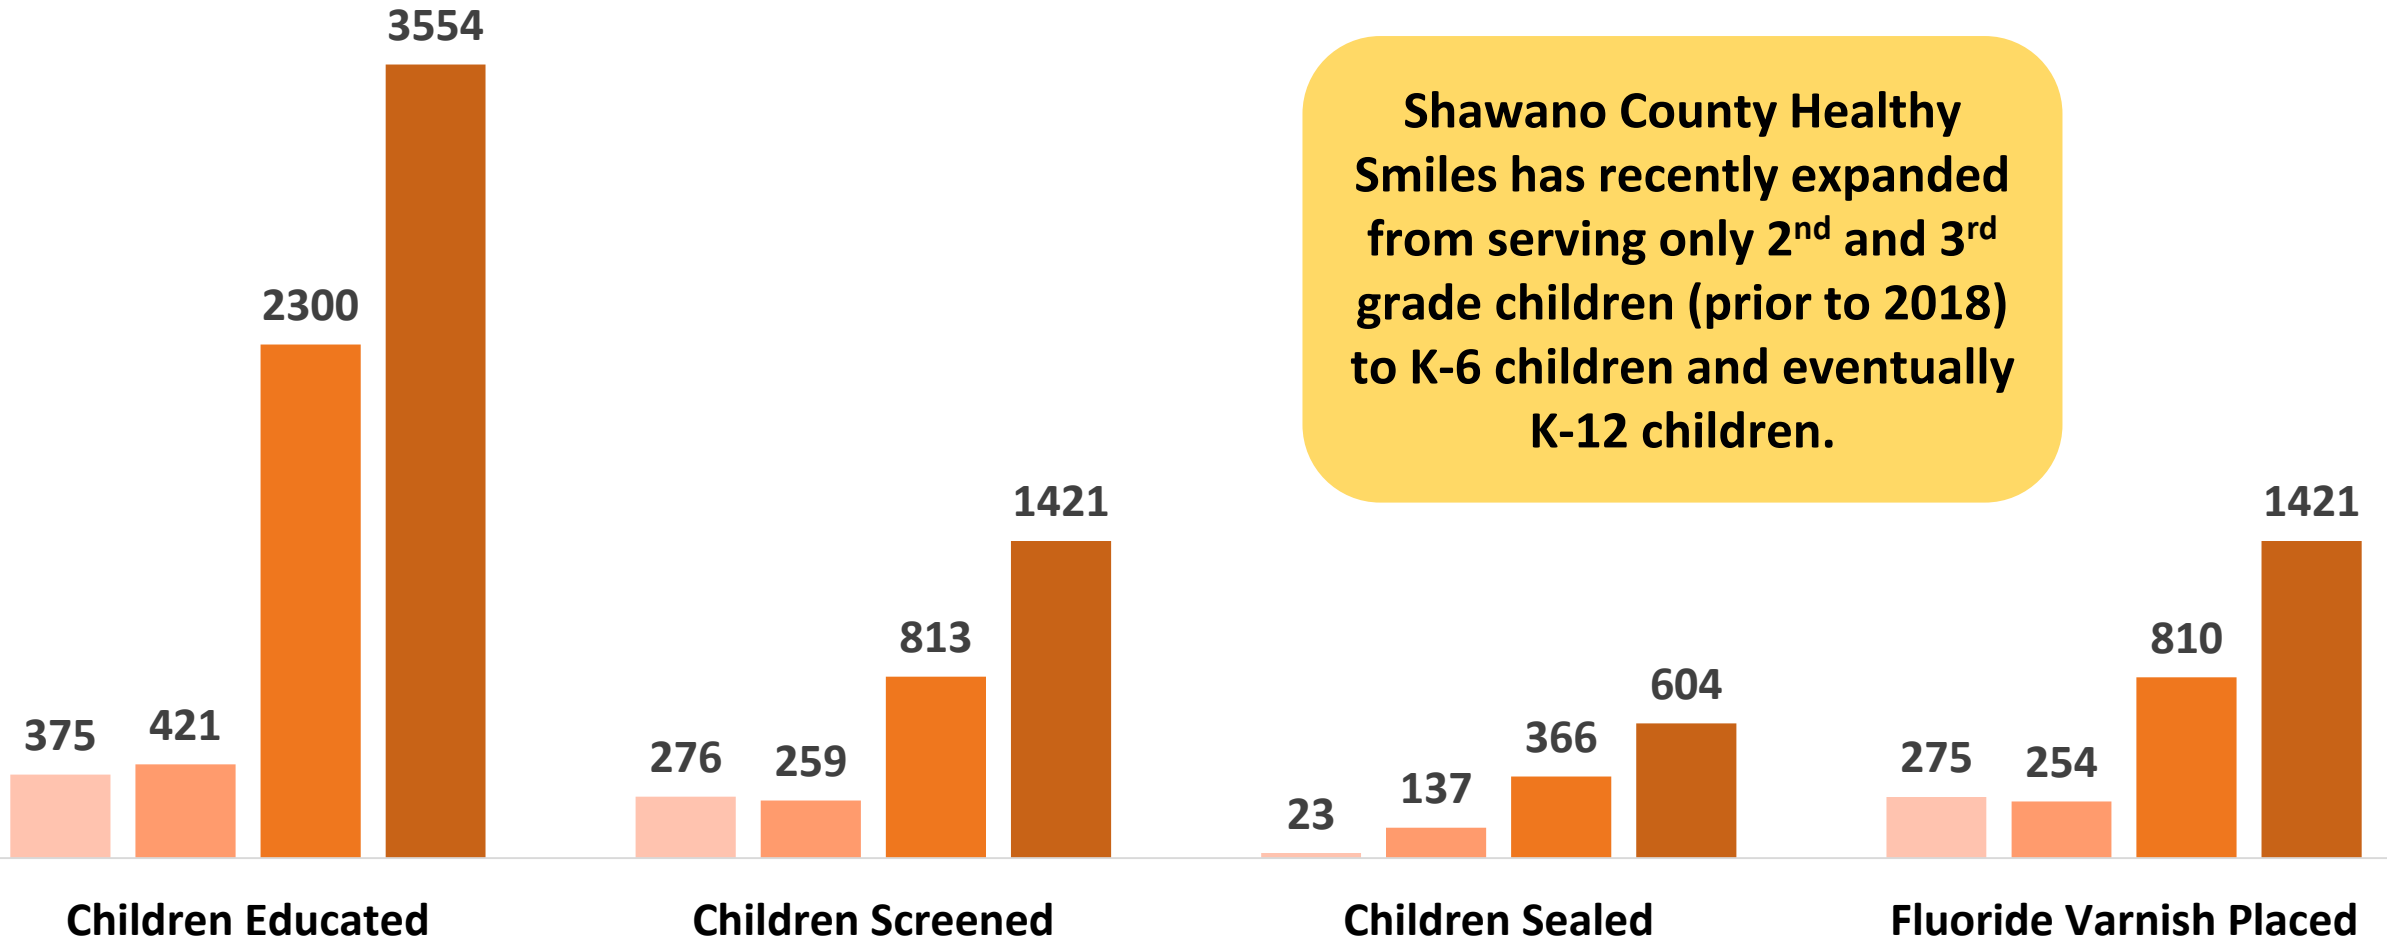 3554
Shawano County Healthy
Smiles has recently expanded
from serving only 2nd and 3rd
grade children (prior to 2018)
to K-6 children and eventually
K-12 children.
2300
1421
1421
813
810
604
375
421
276
259
366
275
254
23
137
Children Educated
Children Screened
Children Sealed
Fluoride Varnish Placed